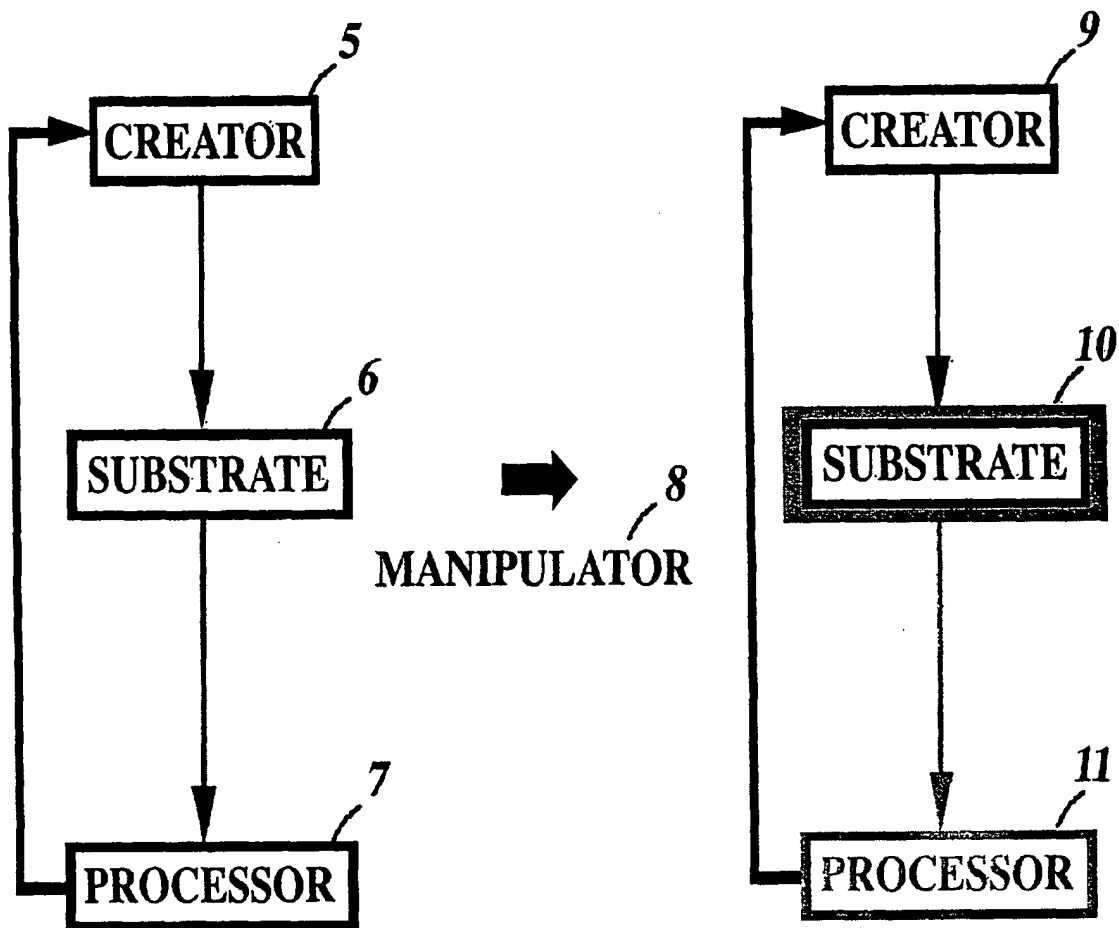 5
CREATOR
6
SUBSTRATE
7
PROCESSOR
8
MANIPULATOR
9
CREATOR
10
SUBSTRATE
11
PROCESSOR